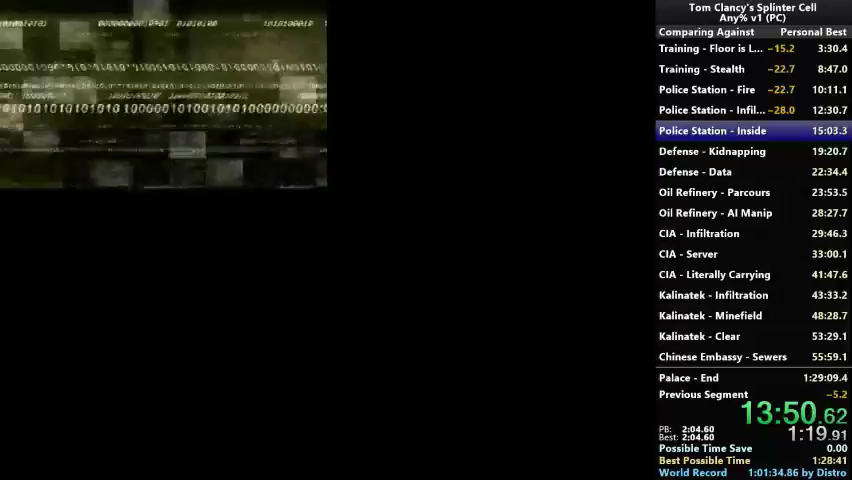 Tom Clancy's Splinter Cell
Any% v1 (PC)
Comparing Against Personal Best
Training - Floor is L... −15.2 3:30.4
Training - Stealth −22.7 8:47.0
Police Station - Fire −22.7 10:11.1
Police Station - Infil... −28.0 12:30.7
Police Station - Inside 15:03.3
Defense - Kidnapping 19:20.7
Defense - Data 22:34.4
Oil Refinery - Parcours 23:53.5
Oil Refinery - AI Manip 28:27.7
CIA - Infiltration 29:46.3
CIA - Server 33:00.1
CIA - Literally Carrying 41:47.6
Kalinatek - Infiltration 43:33.2
Kalinatek - Minefield 48:28.7
Kalinatek - Clear 53:29.1
Chinese Embassy - Sewers 55:59.1
Palace - End 1:29:09.4
Previous Segment −5.2
13:50.62
PB: 2:04.60
Best: 2:04.60
1:19.91
Possible Time Save 0.00
Best Possible Time 1:28:41
World Record 1:01:34.86 by Distro